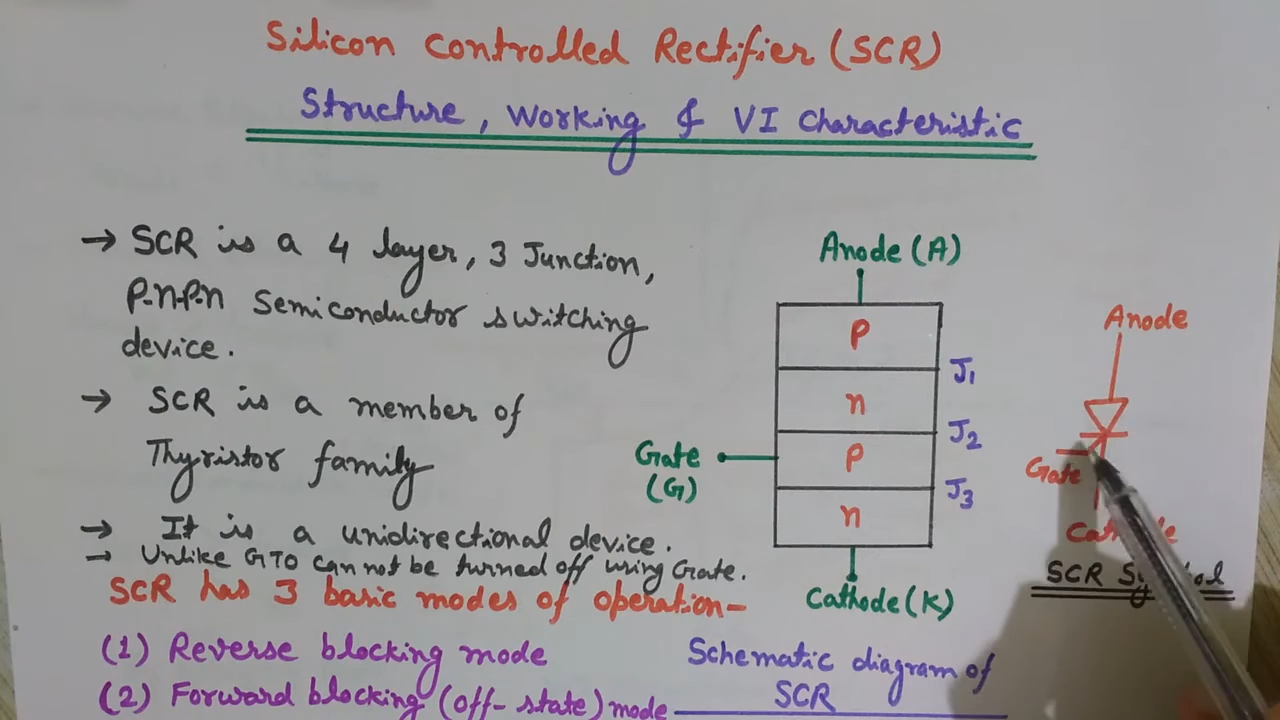 Silicon Controlled Rectifier (SCR)
Structure, Working & VI Characteristic
→ SCR is a 4 layer, 3 Junction,
P-n-P-n Semiconductor switching
device.
→ SCR is a member of
Thyristor family
→ It is a unidirectional device.
→ Unlike GTO cannot be turned off using Gate.
SCR has 3 basic modes of operation-
(1) Reverse blocking mode
(2) Forward blocking (off-state) mode
Anode (A)
P
J1
n
J2
Gate
(G)
P
J3
n
Cathode (K)
Schematic diagram of
SCR
Anode
Gate
SCR